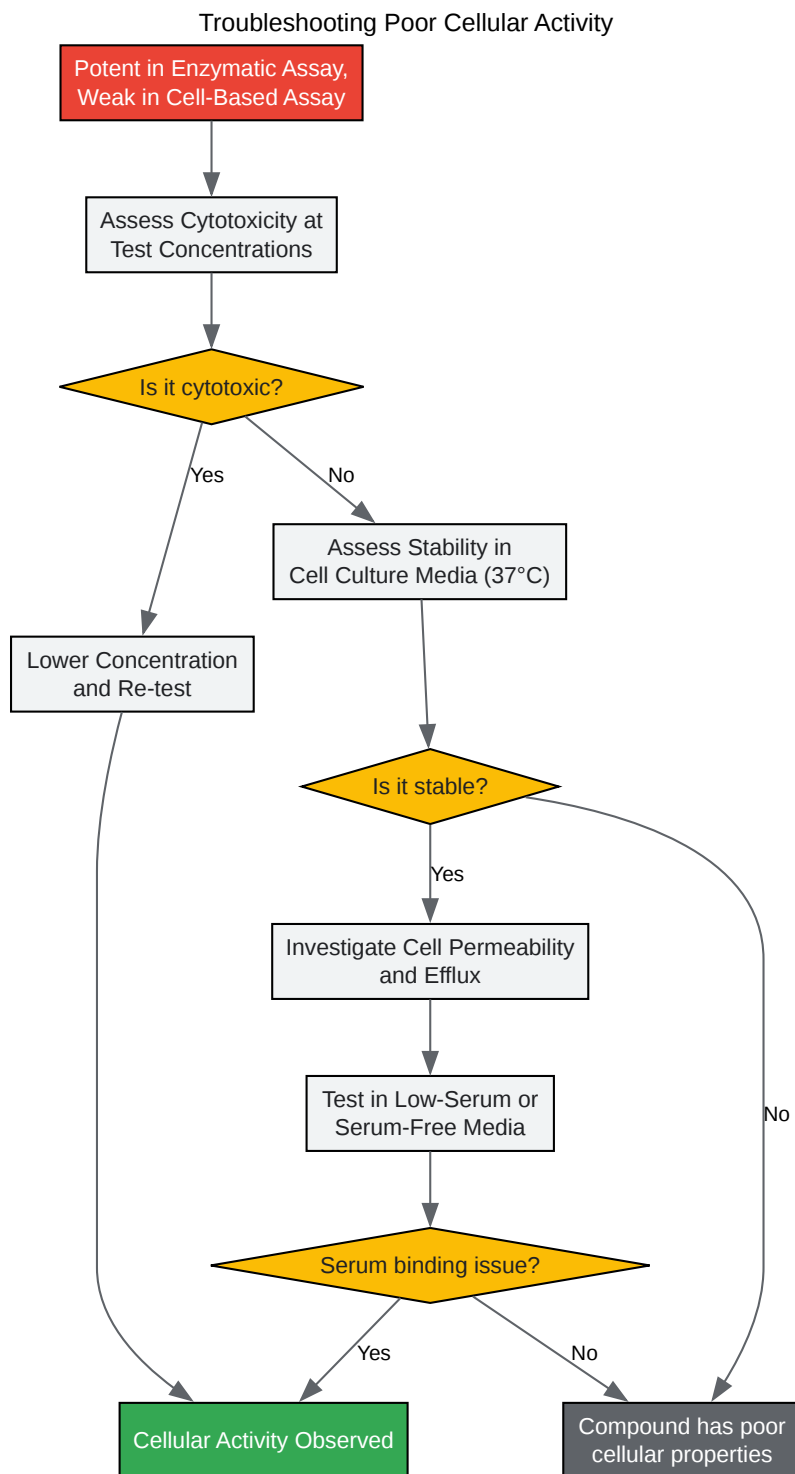 Troubleshooting Poor Cellular Activity
Potent in Enzymatic Assay,
Weak in Cell-Based Assay
Assess Cytotoxicity at
Test Concentrations
Is it cytotoxic?
Yes
No
Assess Stability in
Cell Culture Media (37°C)
Lower Concentration
and Re-test
Is it stable?
Yes
Investigate Cell Permeability
and Efflux
Test in Low-Serum or
Serum-Free Media
No
Serum binding issue?
Yes
No
Cellular Activity Observed
Compound has poor
cellular properties